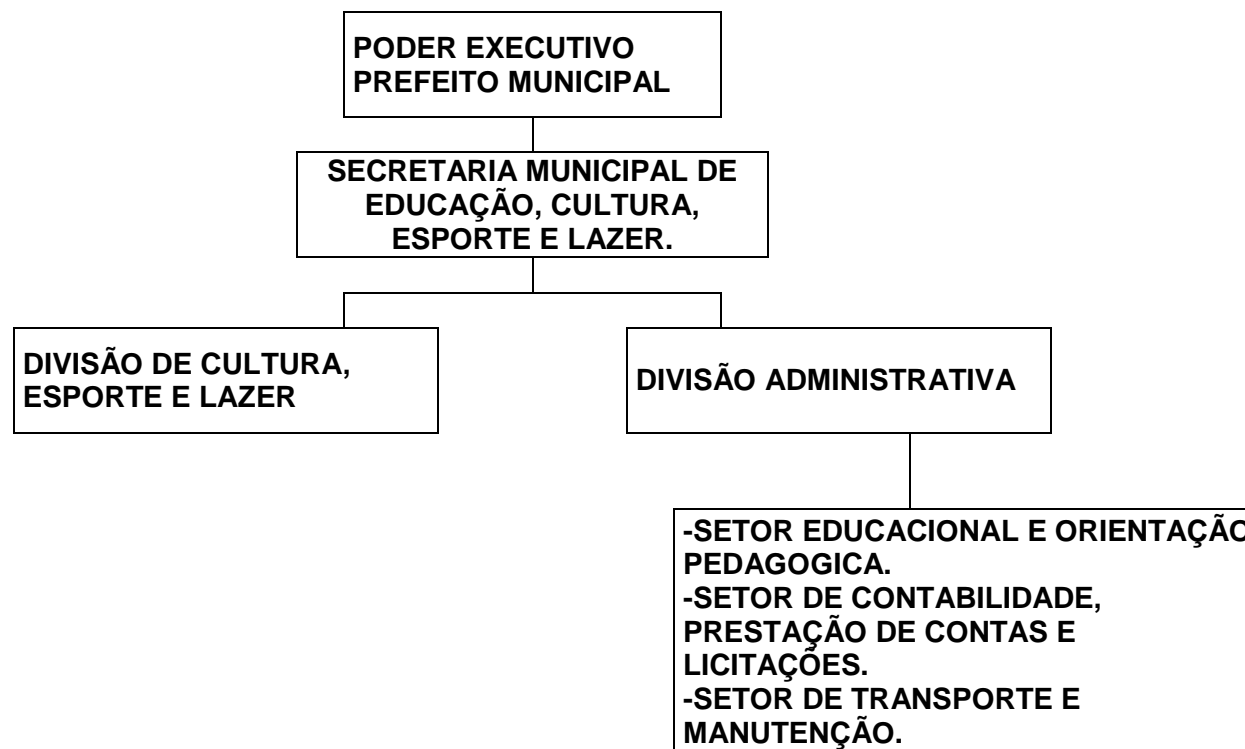 PODER EXECUTIVO
PREFEITO MUNICIPAL
SECRETARIA MUNICIPAL DE
EDUCAÇÃO, CULTURA,
ESPORTE E LAZER.
DIVISÃO DE CULTURA,
ESPORTE E LAZER
DIVISÃO ADMINISTRATIVA
-SETOR EDUCACIONAL E ORIENTAÇÃO
PEDAGOGICA.
-SETOR DE CONTABILIDADE,
PRESTAÇÃO DE CONTAS E
LICITAÇÕES.
-SETOR DE TRANSPORTE E
MANUTENÇÃO.